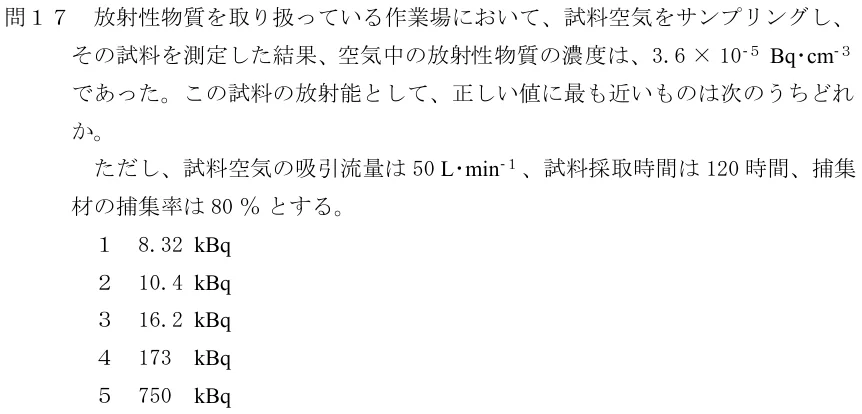 問１７　放射性物質を取り扱っている作業場において、試料空気をサンプリングし、
その試料を測定した結果、空気中の放射性物質の濃度は、3.6 × 10⁻⁵ Bq･cm⁻³
であった。この試料の放射能として、正しい値に最も近いものは次のうちどれ
か。
ただし、試料空気の吸引流量は 50 L･min⁻¹ 、試料採取時間は 120 時間、捕集
材の捕集率は 80 % とする。
1　8.32 kBq
2　10.4 kBq
3　16.2 kBq
4　173 kBq
5　750 kBq